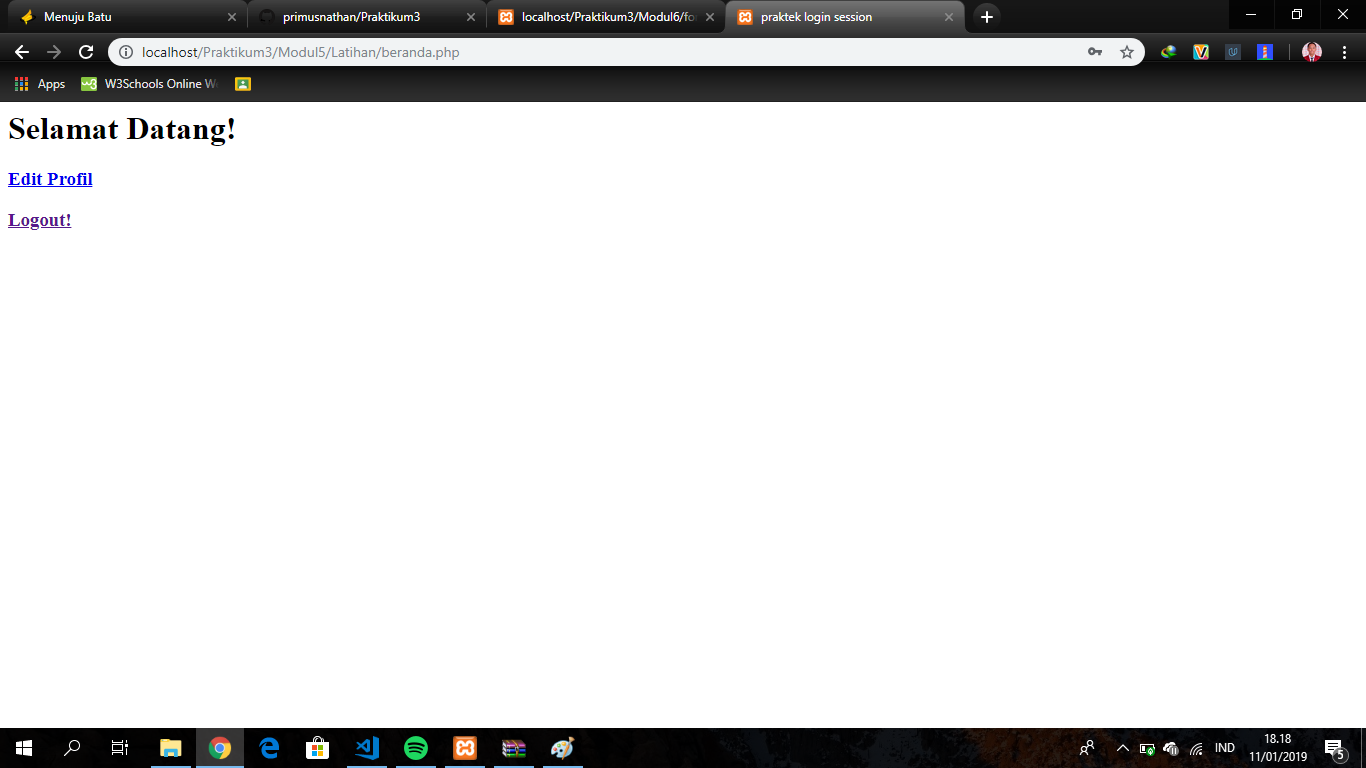 Menuju Batu
primusnathan/Praktikum3
localhost/Praktikum3/Modul6/fo
praktek login session
localhost/Praktikum3/Modul5/Latihan/beranda.php
Apps
W3Schools Online W
Selamat Datang!
Edit Profil
Logout!
IND
18.18
11/01/2019
5